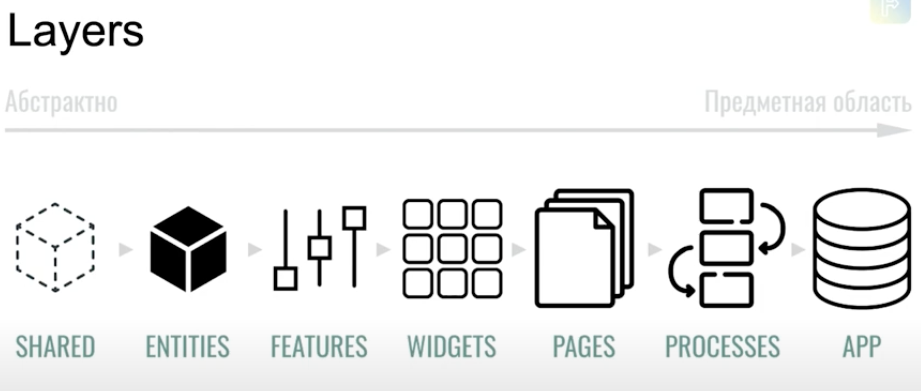 Layers
Абстрактно Предметная область
SHARED ENTITIES FEATURES WIDGETS PAGES PROCESSES APP